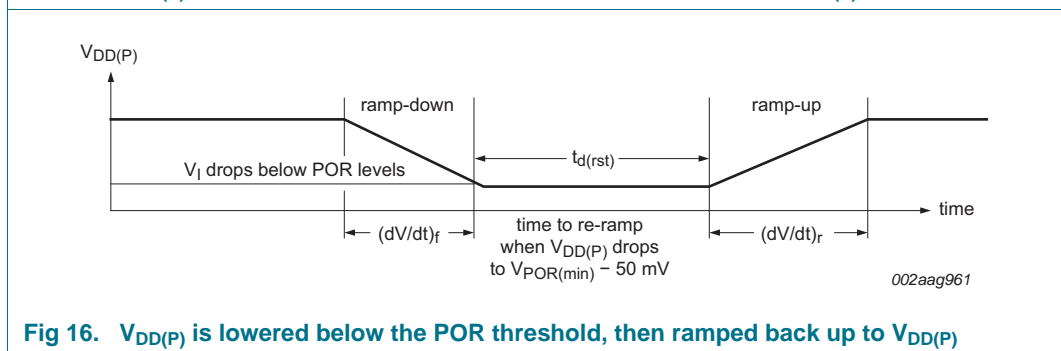 VDD(P)
ramp-down
ramp-up
td(rst)
VI drops below POR levels
time
(dV/dt)f
time to re-ramp
when VDD(P) drops
to VPOR(min) − 50 mV
(dV/dt)r
002aag961
Fig 16. VDD(P) is lowered below the POR threshold, then ramped back up to VDD(P)